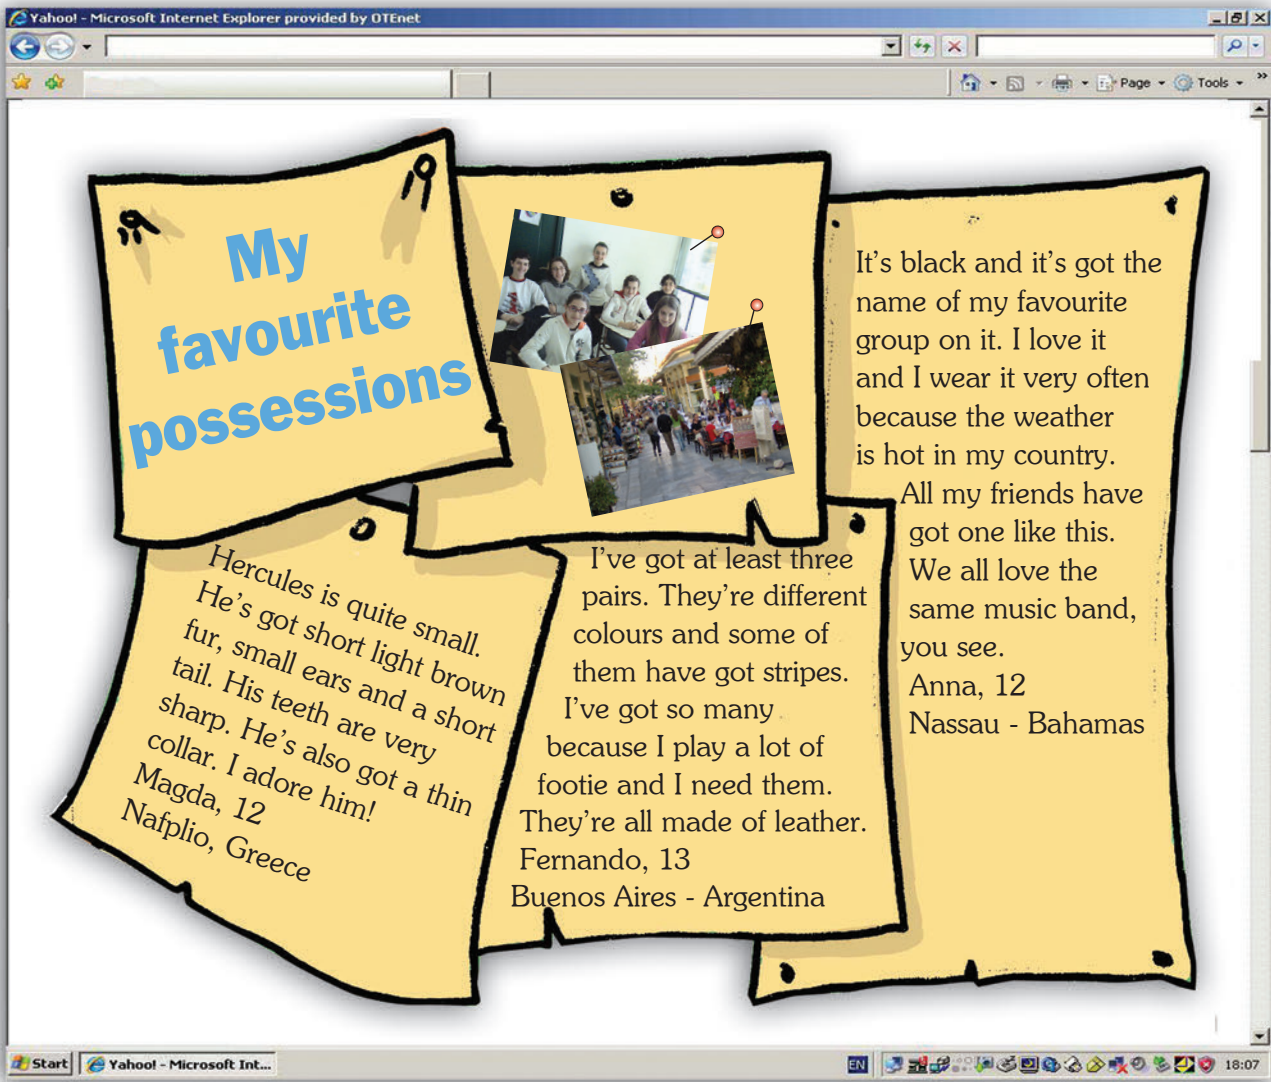 Yahoo! - Microsoft Internet Explorer provided by OTEnet
Page
Tools
My
favourite
possessions
Hercules is quite small.
He's got short light brown
fur, small ears and a short
tail. His teeth are very
sharp. He's also got a thin
collar. I adore him!
Magda, 12
Nafplio, Greece
I've got at least three
pairs. They're different
colours and some of
them have got stripes.
I've got so many
because I play a lot of
footie and I need them.
They're all made of leather.
Fernando, 13
Buenos Aires - Argentina
It's black and it's got the
name of my favourite
group on it. I love it
and I wear it very often
because the weather
is hot in my country.
All my friends have
got one like this.
We all love the
same music band,
you see.
Anna, 12
Nassau - Bahamas
Start
Yahoo! - Microsoft Int...
EN
18:07